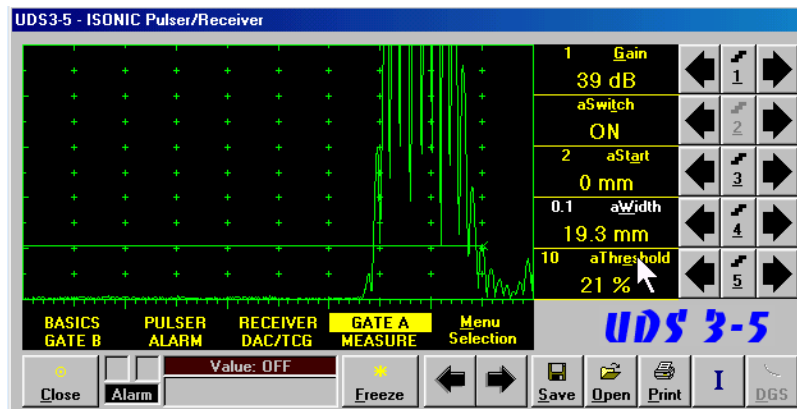 UDS3-5 - ISONIC Pulser/Receiver
1 Gain
39 dB
1
aSwitch
ON
2
2 aStart
0 mm
3
0.1 aWidth
19.3 mm
4
10 aThreshold
21 %
5
BASICS PULSER RECEIVER GATE A Menu
GATE B ALARM DAC/TCG MEASURE Selection
UDS 3-5
Value: OFF
Close Alarm Freeze Save Open Print I DGS